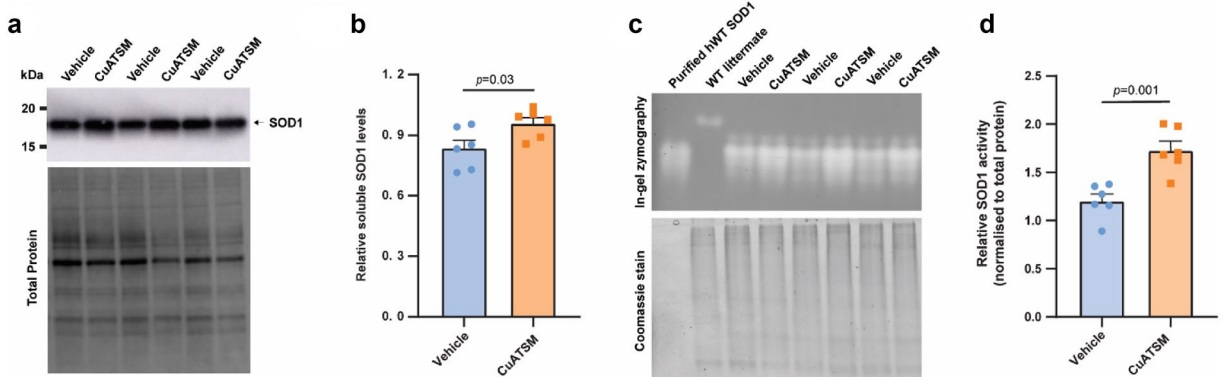 a
kDa
Vehicle
CuATSM
Vehicle
CuATSM
Vehicle
CuATSM
20
15
← SOD1
Total Protein
b
Relative soluble SOD1 levels
1.2
0.9
0.6
0.3
0.0
p=0.03
Vehicle
CuATSM
c
Purified hWT SOD1
WT littermate
Vehicle
CuATSM
Vehicle
CuATSM
Vehicle
CuATSM
In-gel zymography
Coomassie stain
d
Relative SOD1 activity
(normalised to total protein)
2.5
2.0
1.5
1.0
0.5
0.0
p=0.001
Vehicle
CuATSM